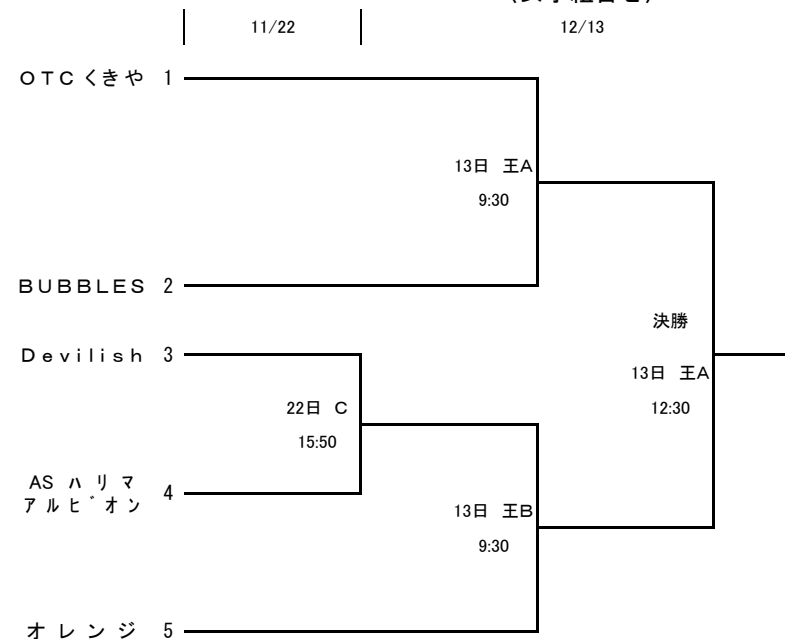 11/22
12/13
OTCくきや 1
13日 王A
9:30
BUBBLES 2
決勝
Devilish 3
13日 王A
22日 C
12:30
15:50
AS ハリマ
アルビオン 4
13日 王B
9:30
オレンジ 5